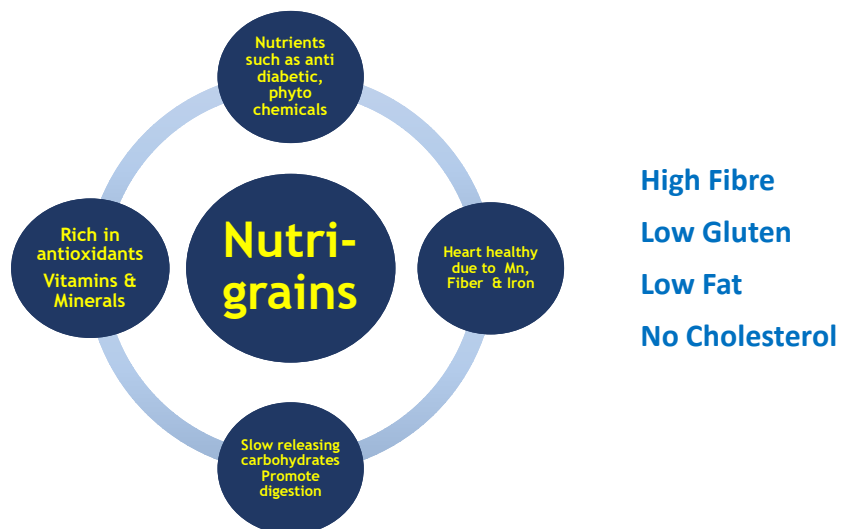 Nutrients
such as anti
diabetic,
phyto
chemicals
Rich in
antioxidants
Vitamins &
Minerals
Nutri-
grains
Heart healthy
due to Mn,
Fiber & Iron
Slow releasing
carbohydrates
Promote
digestion
High Fibre
Low Gluten
Low Fat
No Cholesterol